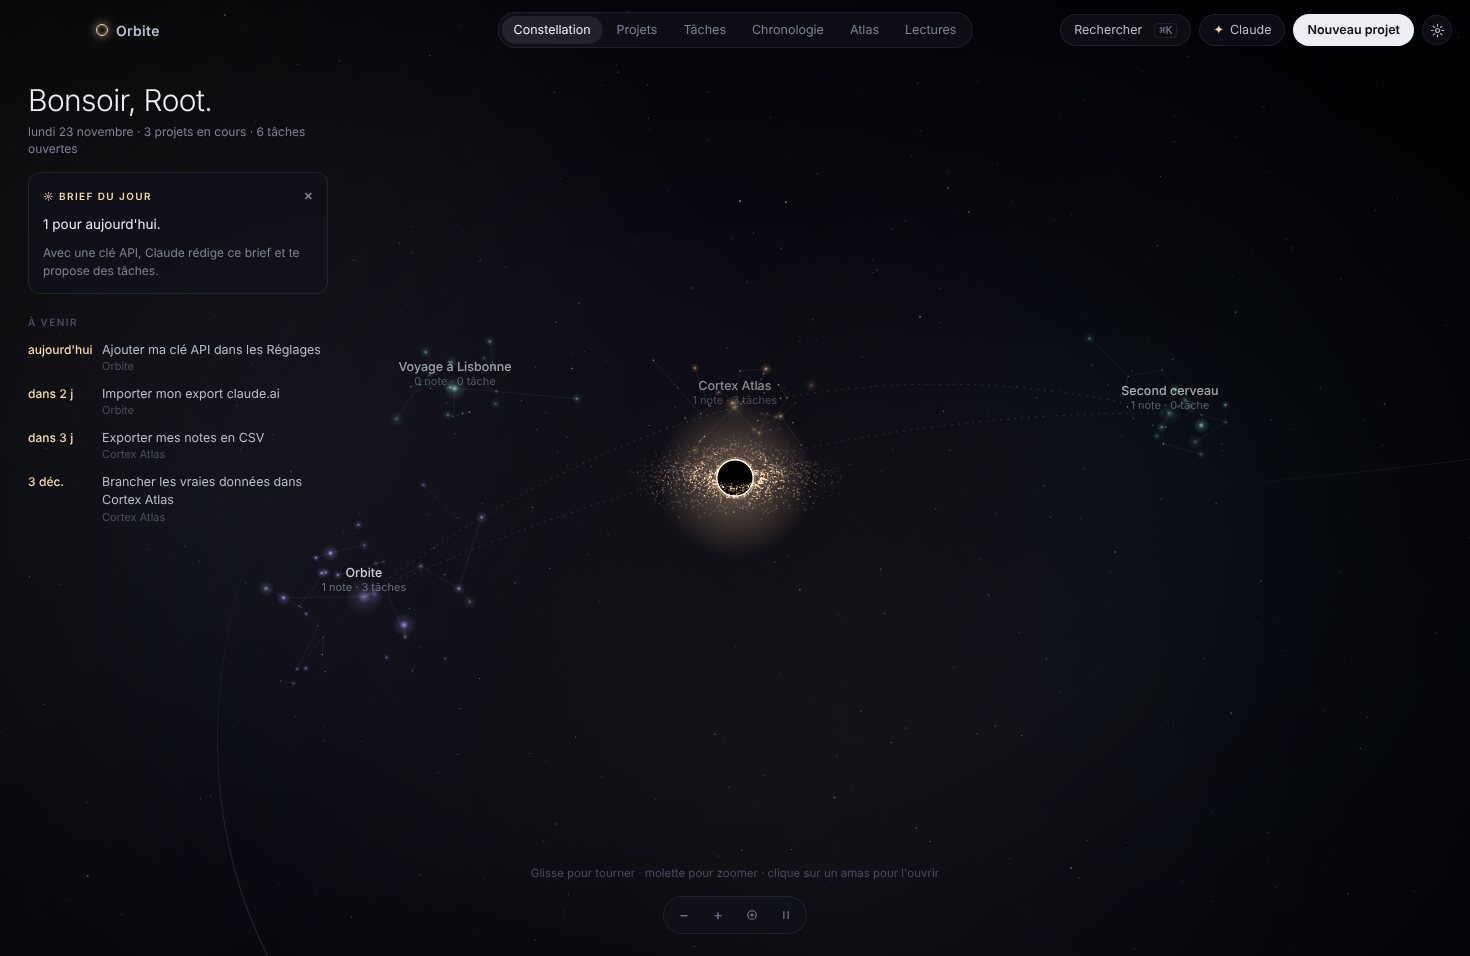 Orbite
Constellation
Projets
Tâches
Chronologie
Atlas
Lectures
Rechercher ⌘K
Claude
Nouveau projet
Bonsoir, Root.
lundi 23 novembre · 3 projets en cours · 6 tâches
ouvertes
BRIEF DU JOUR
1 pour aujourd'hui.
Avec une clé API, Claude rédige ce brief et te
propose des tâches.
À VENIR
aujourd'hui Ajouter ma clé API dans les Réglages
Orbite
dans 2 j Importer mon export claude.ai
Orbite
dans 3 j Exporter mes notes en CSV
Cortex Atlas
3 déc. Brancher les vraies données dans
Cortex Atlas
Cortex Atlas
Voyage à Lisbonne
0 note · 0 tâche
Cortex Atlas
1 note · 3 tâches
Second cerveau
1 note · 0 tâche
Orbite
1 note · 3 tâches
Glisse pour tourner · molette pour zoomer · clique sur un amas pour l'ouvrir